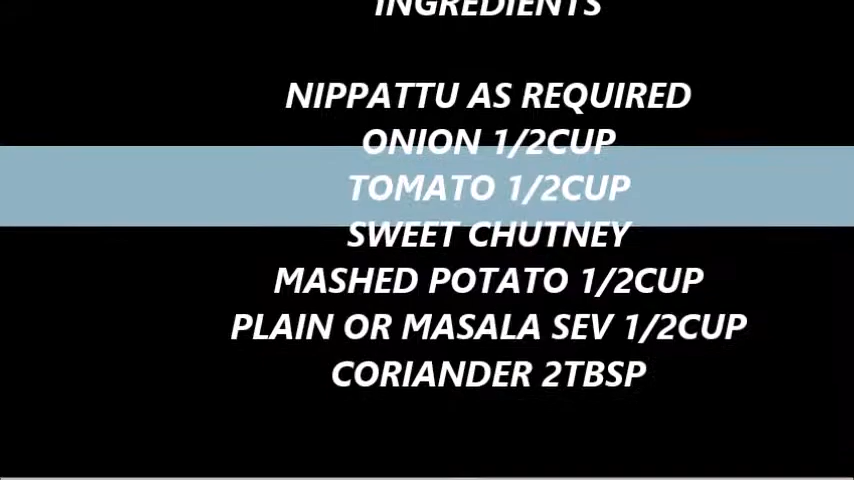 INGREDIENTS
NIPPATTU AS REQUIRED
ONION 1/2CUP
TOMATO 1/2CUP
SWEET CHUTNEY
MASHED POTATO 1/2CUP
PLAIN OR MASALA SEV 1/2CUP
CORIANDER 2TBSP